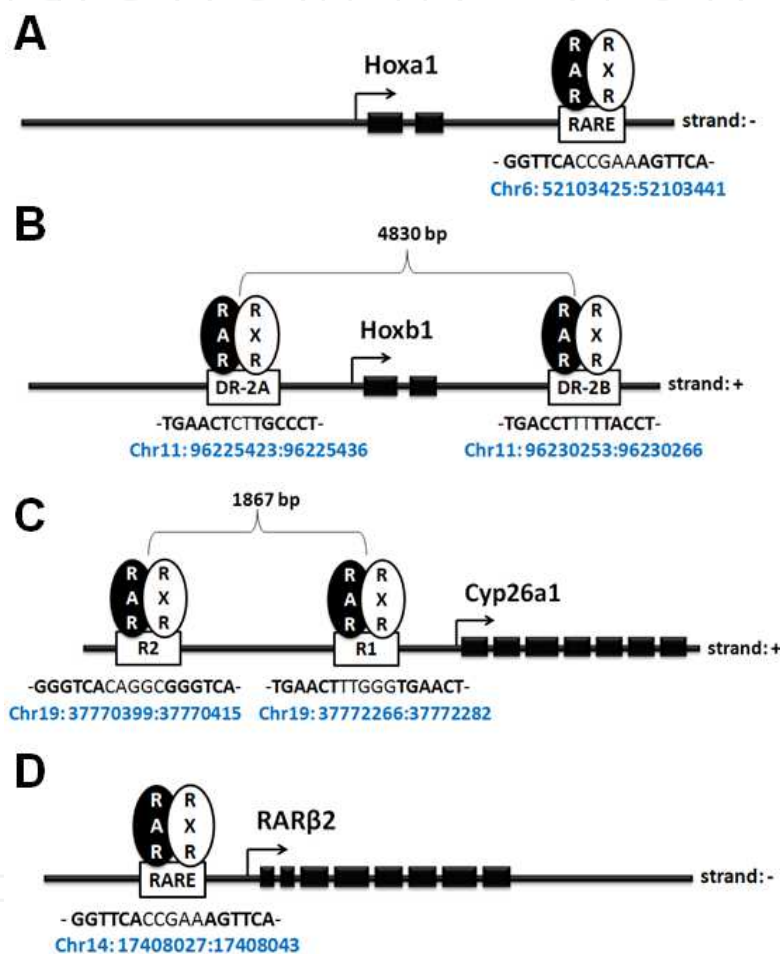 A
Hoxa1
R R
A X
R R
RARE
strand: -
- GGTTCACCGAAAGTTCA-
Chr6: 52103425:52103441
B
4830 bp
Hoxb1
R R
A X
R R
R R
A X
R R
DR-2A
DR-2B
strand: +
-TGAACTCTTGCCCT-
-TGACCTTTTTACCT-
Chr11: 96225423:96225436
Chr11: 96230253:96230266
C
1867 bp
Cyp26a1
R R
A X
R R
R R
A X
R R
R2
R1
strand: +
-GGGTCACAGGCGGGTCA-
-TGAACTTTGGGTGAACT-
Chr19: 37770399:37770415
Chr19: 37772266:37772282
D
RARβ2
R R
A X
R R
RARE
strand: -
- GGTTCACCGAAAGTTCA-
Chr14: 17408027:17408043